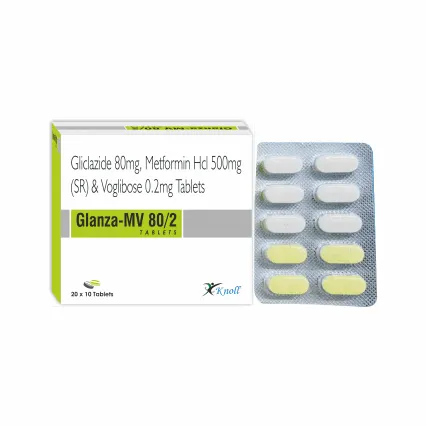 Gliclazide 80mg, Metformin Hcl 500mg
(SR) & Voglibose 0.2mg Tablets
Glanza-MV 80/2
TABLETS
20 x 10 Tablets
Knoll